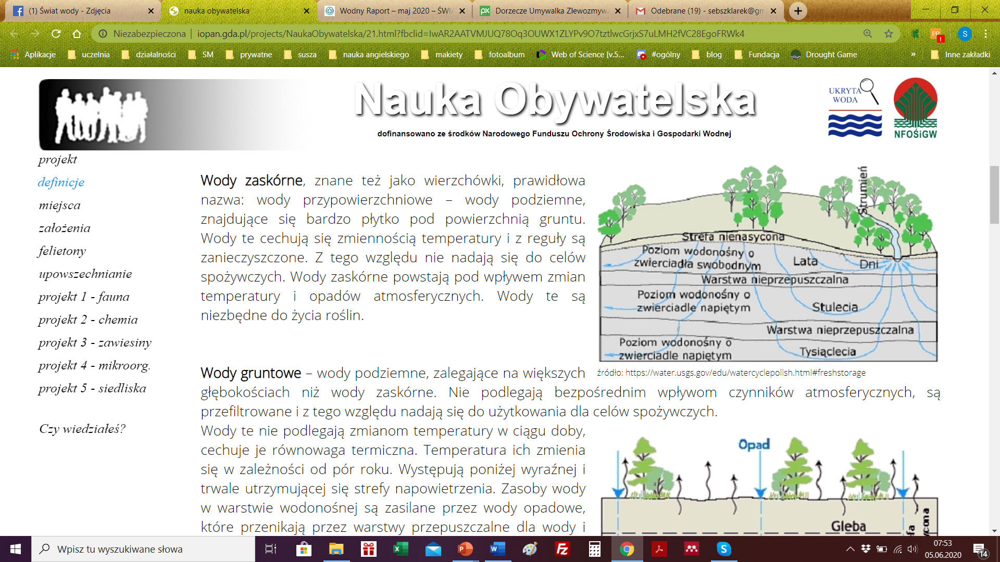 (1) Świat wody - Zdjęcia
nauka obywatelska
Wodny Raport – maj 2020 – ŚWI
Dorzecze Umywalka Zlewozmyw
Odebrane (19) - sebszklarek@gm
Niezabezpieczona | iopan.gda.pl/projects/NaukaObywatelska/21.html?fbclid=IwAR2AATVMJUQ78Oq3OUWX1ZLYPv9O7tztlwcGrjxS7uLMH2fVC28EgoFRWk4
PP
!
S
Aplikacje
uczelnia
działalności
SM
prywatne
susza
nauka angielskiego
makiety
fotoalbum
Web of Science [v.5...
#ogólny
blog
Fundacja
Drought Game
»
Inne zakładki
Nauka Obywatelska
dofinansowano ze środków Narodowego Funduszu Ochrony Środowiska i Gospodarki Wodnej
UKRYTA
WODA
NFOŚiGW
projekt
definicje
miejsca
założenia
felietony
upowszechnianie
projekt 1 - fauna
projekt 2 - chemia
projekt 3 - zawiesiny
projekt 4 - mikroorg.
projekt 5 - siedliska
Czy wiedziałeś?
Wody zaskórne, znane też jako wierzchówki, prawidłowa
nazwa: wody przypowierzchniowe – wody podziemne,
znajdujące się bardzo płytko pod powierzchnią gruntu.
Wody te cechują się zmiennością temperatury i z reguły są
zanieczyszczone. Z tego względu nie nadają się do celów
spożywczych. Wody zaskórne powstają pod wpływem zmian
temperatury i opadów atmosferycznych. Wody te są
niezbędne do życia roślin.
Strumień
Strefa nienasycona
Poziom wodonośny o
zwierciadła swobodnym
Lata
Dni
Warstwa nieprzepuszczalna
Poziom wodonośny o
zwierciadle napiętym
Stulecia
Warstwa nieprzepuszczalna
Poziom wodonośny o
zwierciadle napiętym
Tysiąclecia
źródło: https://water.usgs.gov/edu/watercyclepolish.html#freshstorage
Wody gruntowe – wody podziemne, zalegające na większych
głębokościach niż wody zaskórne. Nie podlegają bezpośrednim wpływom czynników atmosferycznych, są
przefiltrowane i z tego względu nadają się do użytkowania dla celów spożywczych.
Wody te nie podlegają zmianom temperatury w ciągu doby,
cechuje je równowaga termiczna. Temperatura ich zmienia
się w zależności od pór roku. Występują poniżej wyraźnej i
trwale utrzymującej się strefy napowietrzenia. Zasoby wody
w warstwie wodonośnej są zasilane przez wody opadowe,
które przenikają przez warstwy przepuszczalne dla wody i
Opad
Gleba
Wpisz tu wyszukiwane słowa
07:53
05.06.2020
14